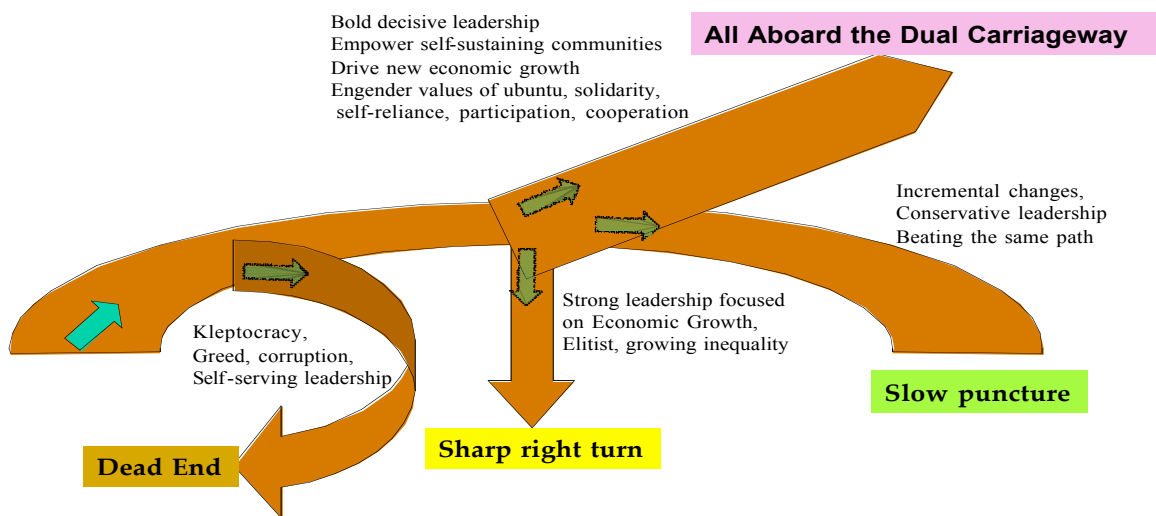 Bold decisive leadership
Empower self-sustaining communities
Drive new economic growth
Engender values of ubuntu, solidarity,
self-reliance, participation, cooperation
All Aboard the Dual Carriageway
Incremental changes,
Conservative leadership
Beating the same path
Kleptocracy,
Greed, corruption,
Self-serving leadership
Strong leadership focused
on Economic Growth,
Elitist, growing inequality
Slow puncture
Sharp right turn
Dead End